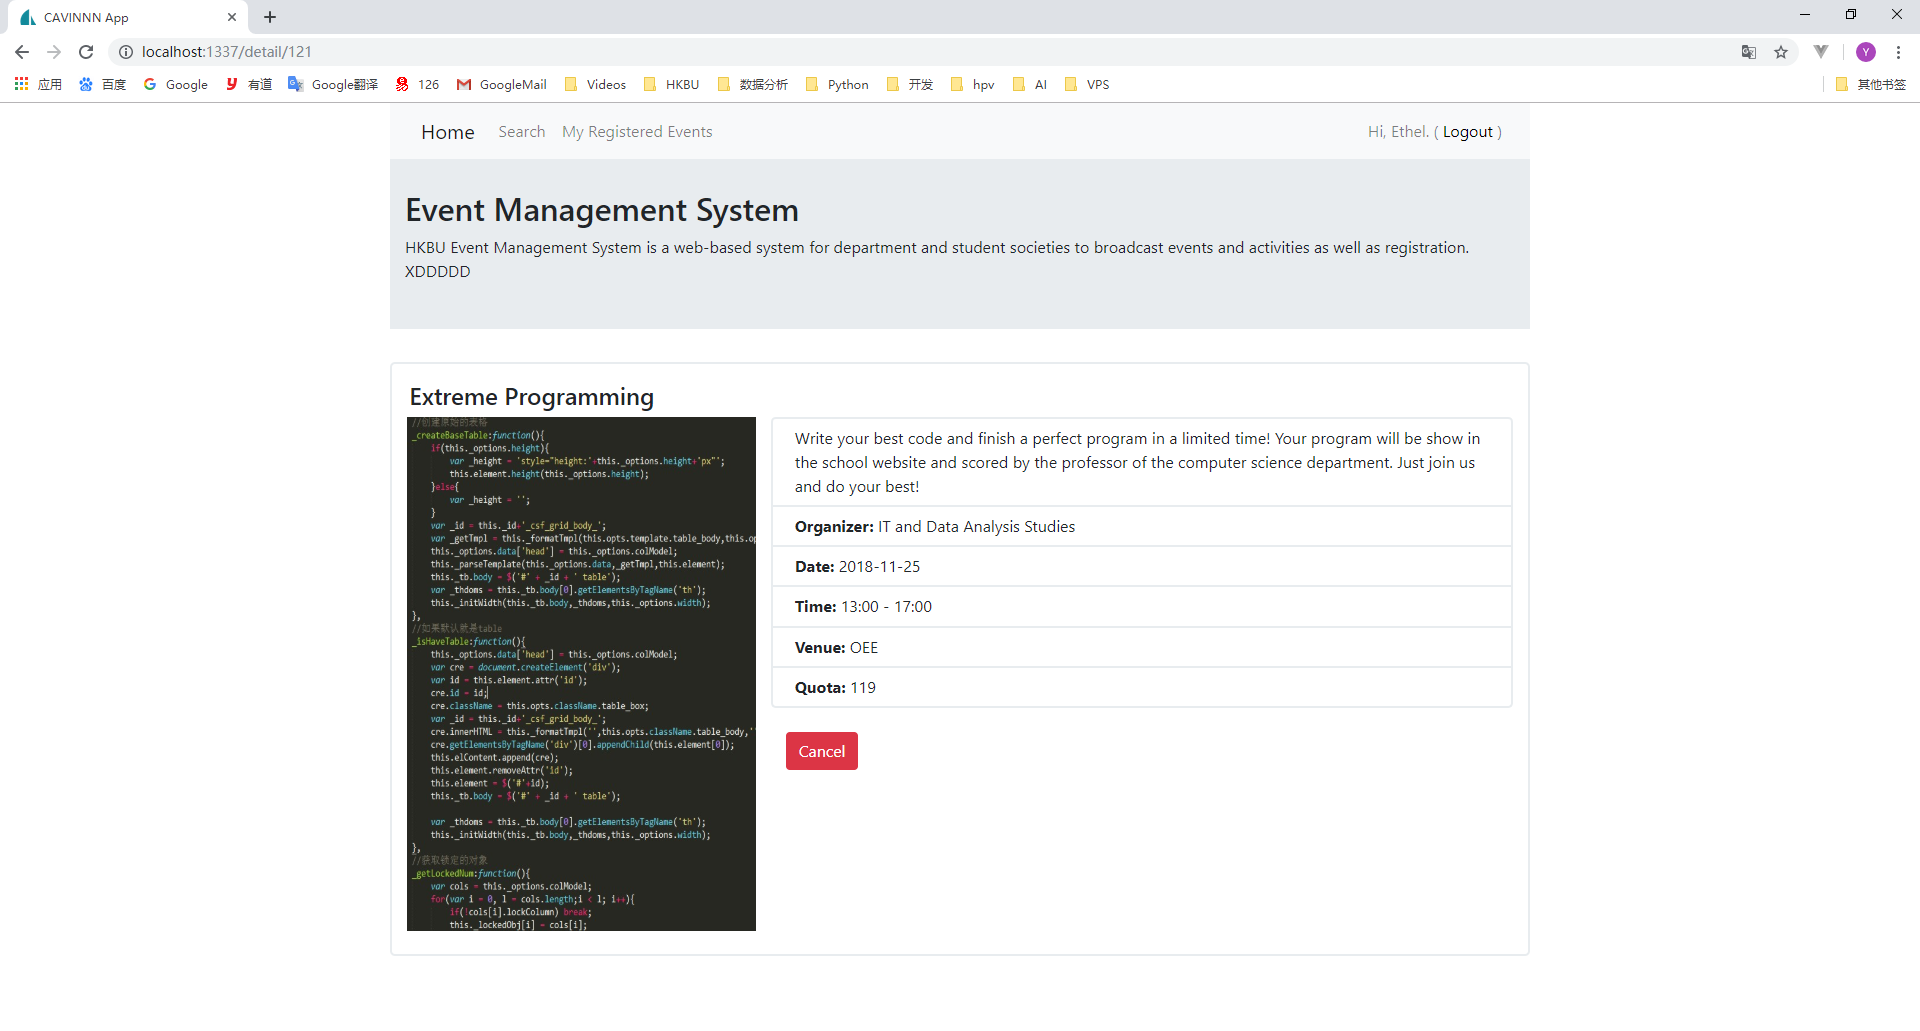 CAVINNN App
localhost:1337/detail/121
应用 百度 Google 有道 Google翻译 126 GoogleMail Videos HKBU 数据分析 Python 开发 hpv AI VPS 其他书签
Home Search My Registered Events Hi, Ethel. ( Logout )
Event Management System
HKBU Event Management System is a web-based system for department and student societies to broadcast events and activities as well as registration.
XDDDDD
Extreme Programming
//创建原始的表格
_createBaseTable:function(){
if(this._options.height){
var _height = 'style="height:'+this._options.height+'px"';
this.element.height(this._options.height);
}else{
var _height = '';
}
var _id = this._id+'_csf_grid_body_';
var _getTmpl = this._formatTmpl(this.opts.template.table_body,this.op
this._options.data['head'] = this._options.colModel;
this._parseTemplate(this._options.data,_getTmpl,this.element);
this._tb.body = $('#' + _id + ' table');
var _thdoms = this._tb.body[0].getElementsByTagName('th');
this._initWidth(this._tb.body,_thdoms,this._options.width);
},
//如果默认就是table
_isHaveTable:function(){
this._options.data['head'] = this._options.colModel;
var cre = document.createElement('div');
var id = this.element.attr('id');
cre.id = id;
cre.className = this.opts.className.table_box;
var _id = this._id+'_csf_grid_body_';
cre.innerHTML = this._formatTmpl('',this.opts.className.table_body,'
cre.getElementsByTagName('div')[0].appendChild(this.element[0]);
this.elContent.append(cre);
this.element.removeAttr('id');
this.element = $('#'+id);
this._tb.body = $('#' + _id + ' table');
var _thdoms = this._tb.body[0].getElementsByTagName('th');
this._initWidth(this._tb.body,_thdoms,this._options.width);
},
//获取锁定的对象
_getLockedNum:function(){
var cols = this._options.colModel;
for(var i = 0, l = cols.length;i < l; i++){
if(!cols[i].lockColumn) break;
this._lockedObj[i] = cols[i];
Write your best code and finish a perfect program in a limited time! Your program will be show in
the school website and scored by the professor of the computer science department. Just join us
and do your best!
Organizer: IT and Data Analysis Studies
Date: 2018-11-25
Time: 13:00 - 17:00
Venue: OEE
Quota: 119
Cancel